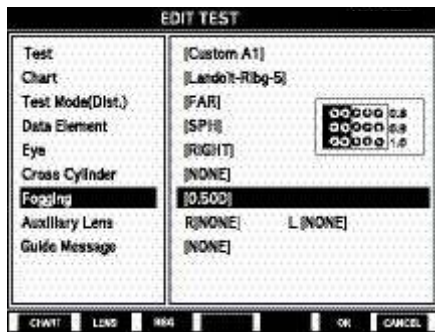 EDIT TEST
Test [Custom A1]
Chart [Landolt-Ribg-5]
Test Mode(Dist.) [FAR]
Data Element [SPH]
Eye [RIGHT]
Cross Cylinder [NONE]
Fogging [0.50D]
Auxiliary Lens R[NONE] L [NONE]
Guide Message [NONE]
0.8
0.9
1.0
CHART LENS REG OK CANCEL